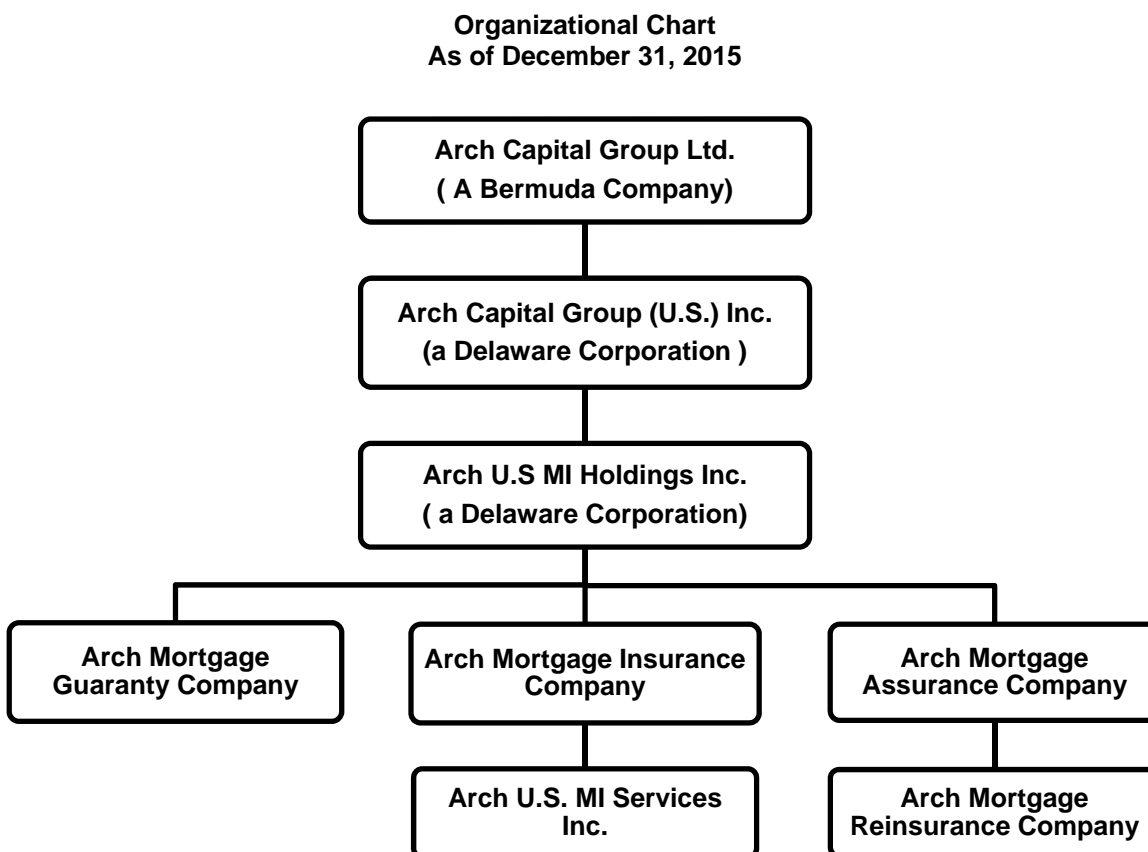 Organizational Chart
As of December 31, 2015
Arch Capital Group Ltd.
( A Bermuda Company)
Arch Capital Group (U.S.) Inc.
(a Delaware Corporation )
Arch U.S MI Holdings Inc.
( a Delaware Corporation)
Arch Mortgage
Guaranty Company
Arch Mortgage Insurance
Company
Arch Mortgage
Assurance Company
Arch U.S. MI Services
Inc.
Arch Mortgage
Reinsurance Company